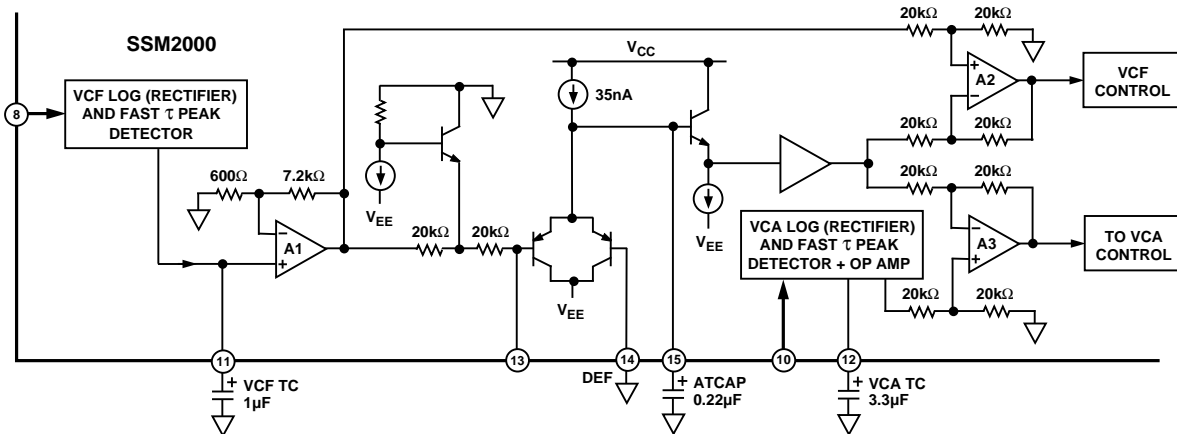 SSM2000
8
VCF LOG (RECTIFIER)
AND FAST τ PEAK
DETECTOR
600Ω
7.2kΩ
−
A1
+
VEE
20kΩ
20kΩ
VCC
35nA
VEE
VEE
20kΩ
20kΩ
+
A2
−
VCF
CONTROL
20kΩ
20kΩ
20kΩ
20kΩ
−
A3
+
TO VCA
CONTROL
VCA LOG (RECTIFIER)
AND FAST τ PEAK
DETECTOR + OP AMP
20kΩ
20kΩ
11
13
14
15
10
12
+
VCF TC
1µF
DEF
+
ATCAP
0.22µF
+
VCA TC
3.3µF